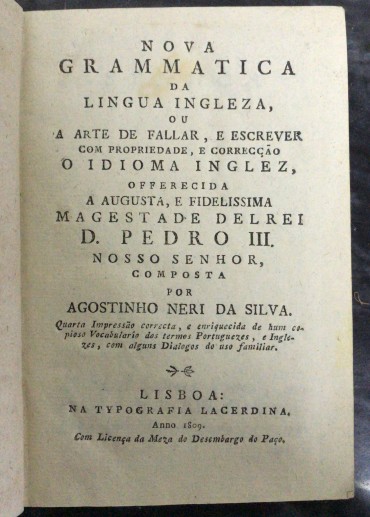 NOVA
GRAMMATICA
DA
LINGUA INGLEZA,
OU
A ARTE DE FALLAR, E ESCREVER
COM PROPRIEDADE, E CORRECÇÃO
O IDIOMA INGLEZ,
OFFERECIDA
A AUGUSTA, E FIDELISSIMA
MAGESTADE DELREI
D. PEDRO III.
NOSSO SENHOR,
COMPOSTA
POR
AGOSTINHO NERI DA SILVA.
Quarta Impressão correcta, e enriquecida de hum co-
pioso Vocabulario dos termos Portuguezes, e Ingle-
zes, com alguns Dialogos do uso familiar.
LISBOA:
NA TYPOGRAFIA LACERDINA.
Anno 1809.
Com Licença da Meza do Desembargo do Paço.